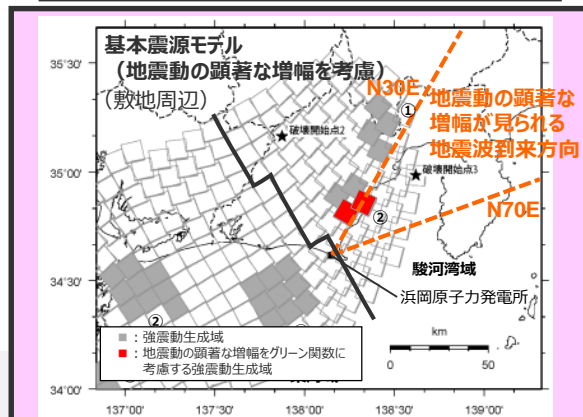 基本震源モデル
（地震動の顕著な増幅を考慮）
（敷地周辺）
35˚30'
35˚00'
34˚30'
34˚00'
N30E
①
地震動の顕著な
増幅が見られる
地震波到来方向
破壊開始点2
破壊開始点3
②
N70E
駿河湾域
浜岡原子力発電所
②
：強震動生成域
：地震動の顕著な増幅をグリーン関数に
考慮する強震動生成域
km
0 50
137˚00' 137˚30' 138˚00' 138˚30' 139˚00'